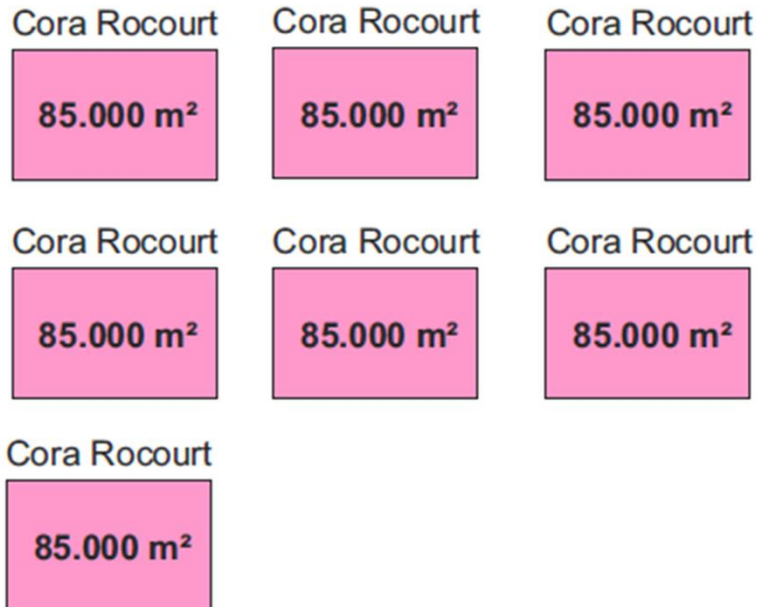 Cora Rocourt Cora Rocourt Cora Rocourt
85.000 m² 85.000 m² 85.000 m²
Cora Rocourt Cora Rocourt Cora Rocourt
85.000 m² 85.000 m² 85.000 m²
Cora Rocourt
85.000 m²